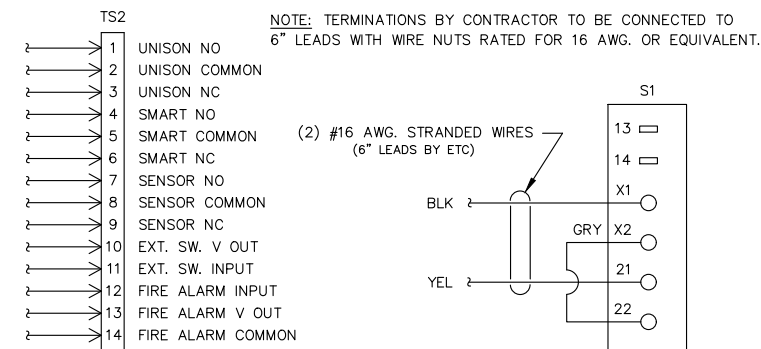 TS2
NOTE: TERMINATIONS BY CONTRACTOR TO BE CONNECTED TO
6" LEADS WITH WIRE NUTS RATED FOR 16 AWG. OR EQUIVALENT.
1 UNISON NO
2 UNISON COMMON
3 UNISON NC
4 SMART NO
5 SMART COMMON
6 SMART NC
7 SENSOR NO
8 SENSOR COMMON
9 SENSOR NC
10 EXT. SW. V OUT
11 EXT. SW. INPUT
12 FIRE ALARM INPUT
13 FIRE ALARM V OUT
14 FIRE ALARM COMMON
(2) #16 AWG. STRANDED WIRES
(6" LEADS BY ETC)
S1
13
14
BLK X1
GRY X2
YEL 21
22